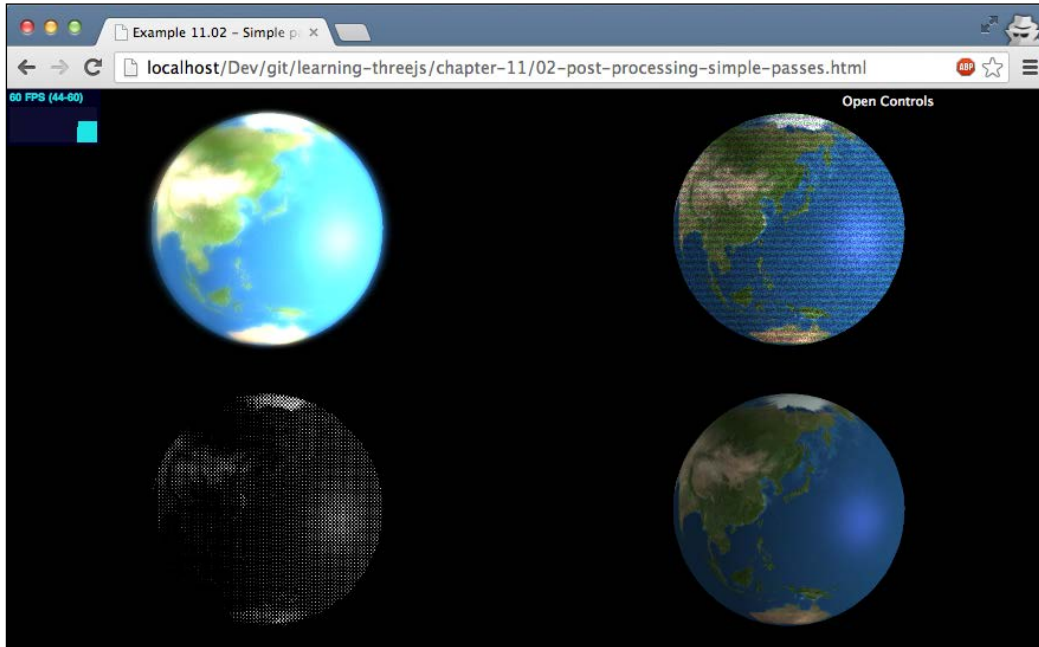 Example 11.02 - Simple p
localhost/Dev/git/learning-threejs/chapter-11/02-post-processing-simple-passes.html
ABP
60 FPS (44-60)
Open Controls